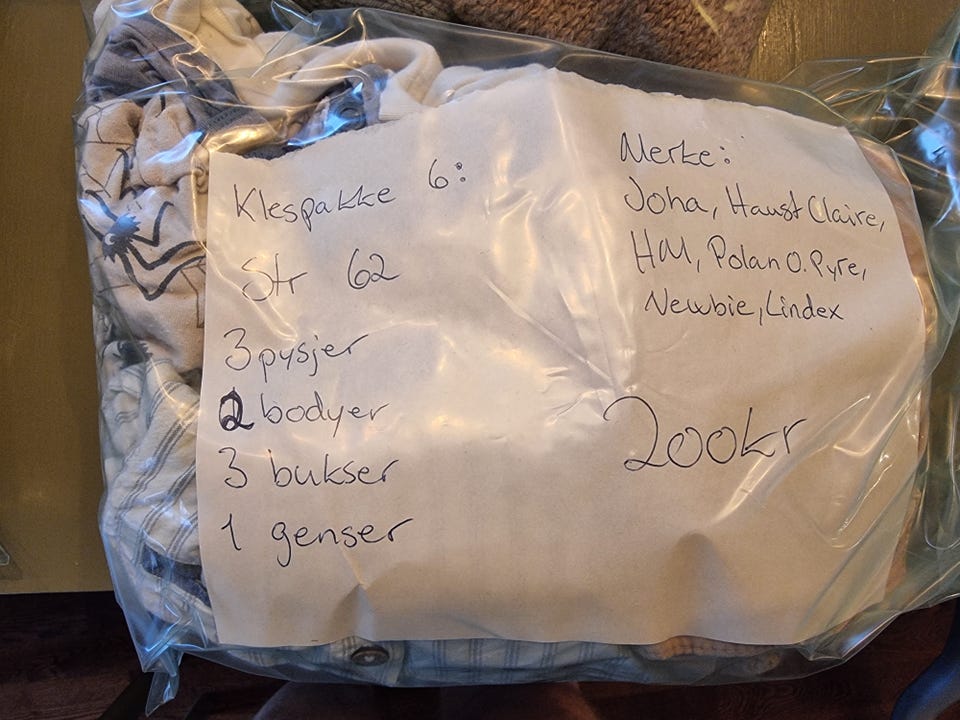 Klespakke 6:
Str 62
3 pysjer
2 bodyer
3 bukser
1 genser
Merke:
Joha, Haust Claire,
HM, Polan O. Pyre,
Newbie, Lindex
200kr